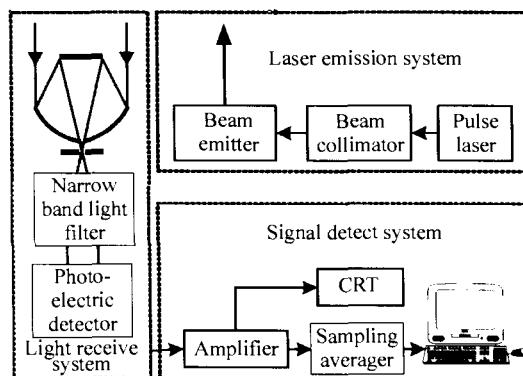 Laser emission system
Beam
emitter
Beam
collimator
Pulse
laser
Narrow
band light
filter
Photo-
electric
detector
Light receive
system
Signal detect system
CRT
Amplifier
Sampling
averager